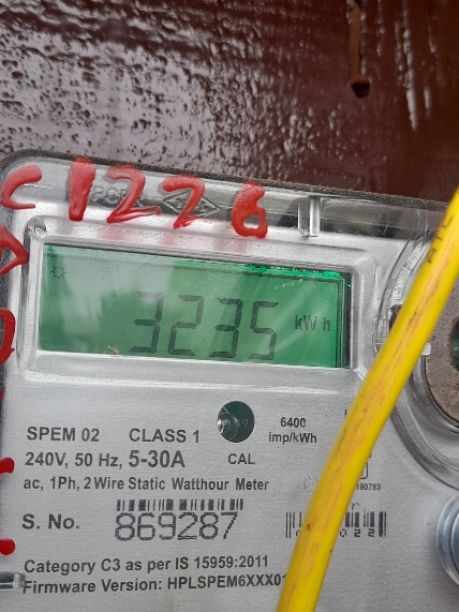 C1226
3235 kWh
6400
imp/kWh
SPEM 02 CLASS 1
240V, 50 Hz, 5-30A CAL
ac, 1Ph, 2 Wire Static Watthour Meter
S. No. 869287
Category C3 as per IS 15959:2011
Firmware Version: HPLSPEM6XXX01